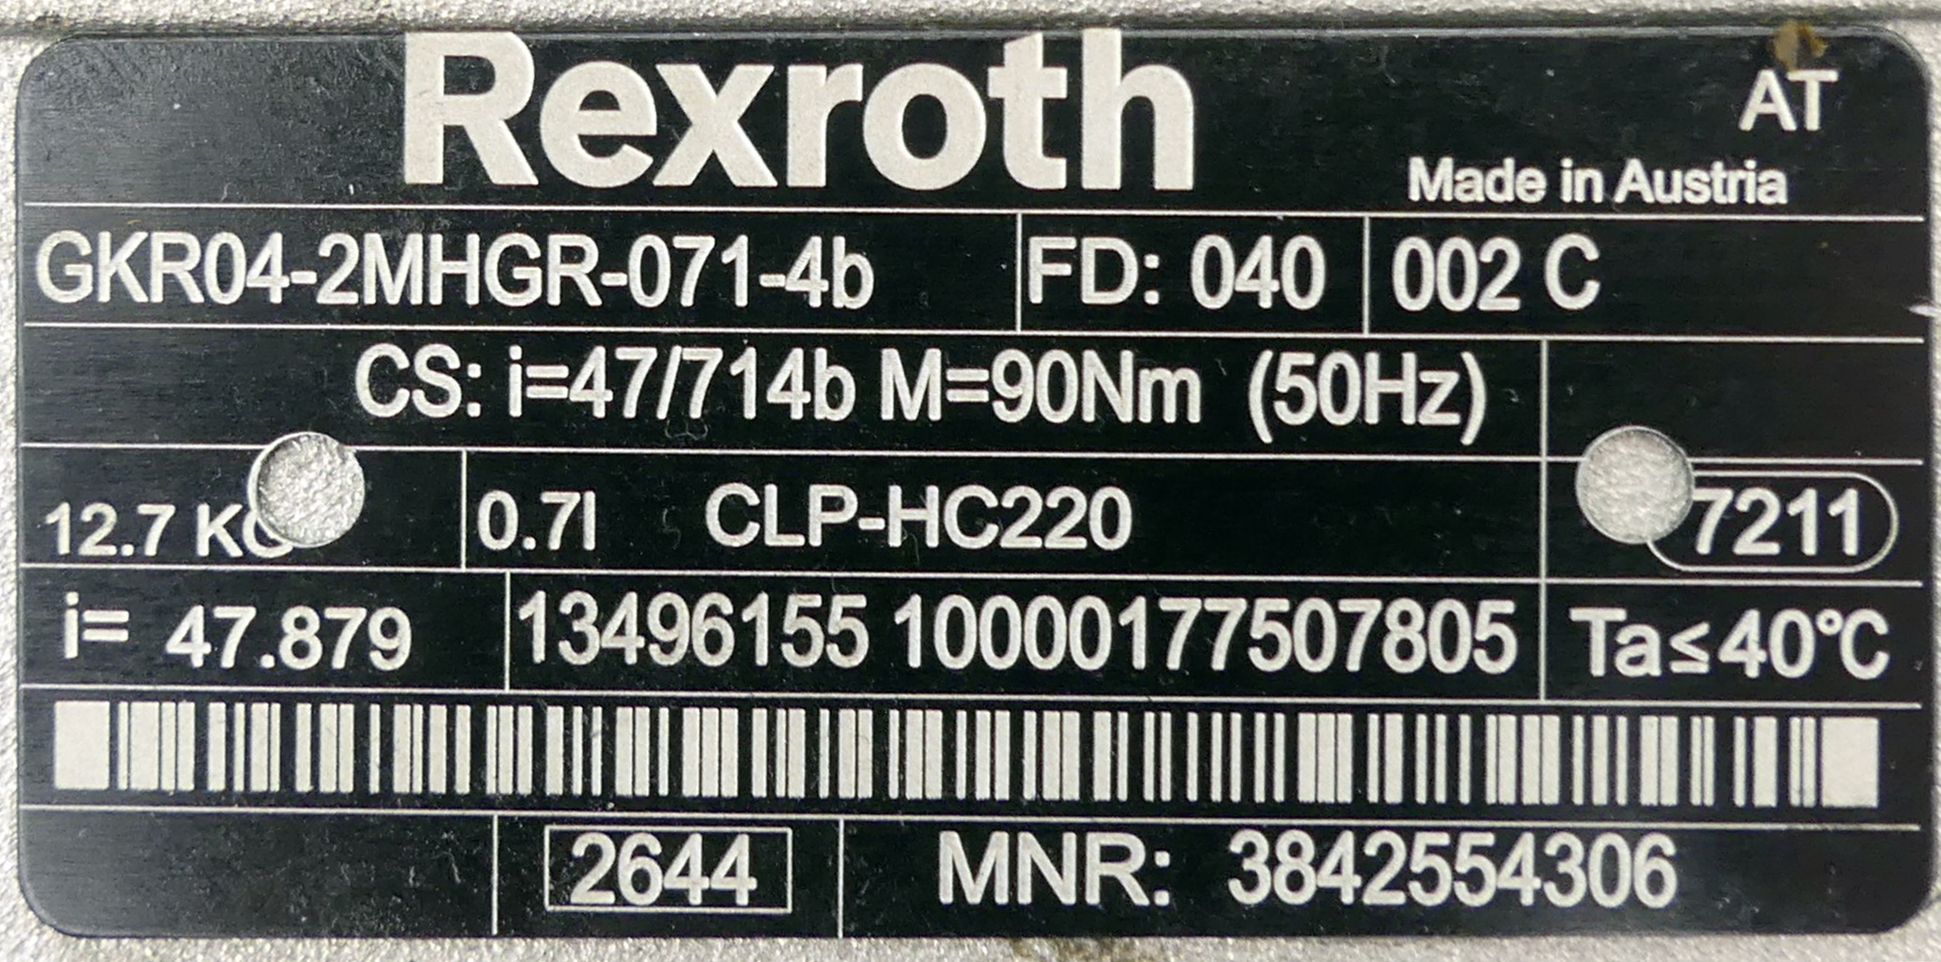 Rexroth
AT
Made in Austria
GKR04-2MHGR-071-4b FD: 040 002 C
CS: i=47/714b M=90Nm (50Hz)
12.7 KG 0.7l CLP-HC220 7211
i= 47.879 13496155 10000177507805 Ta≤40°C
2644 MNR: 3842554306